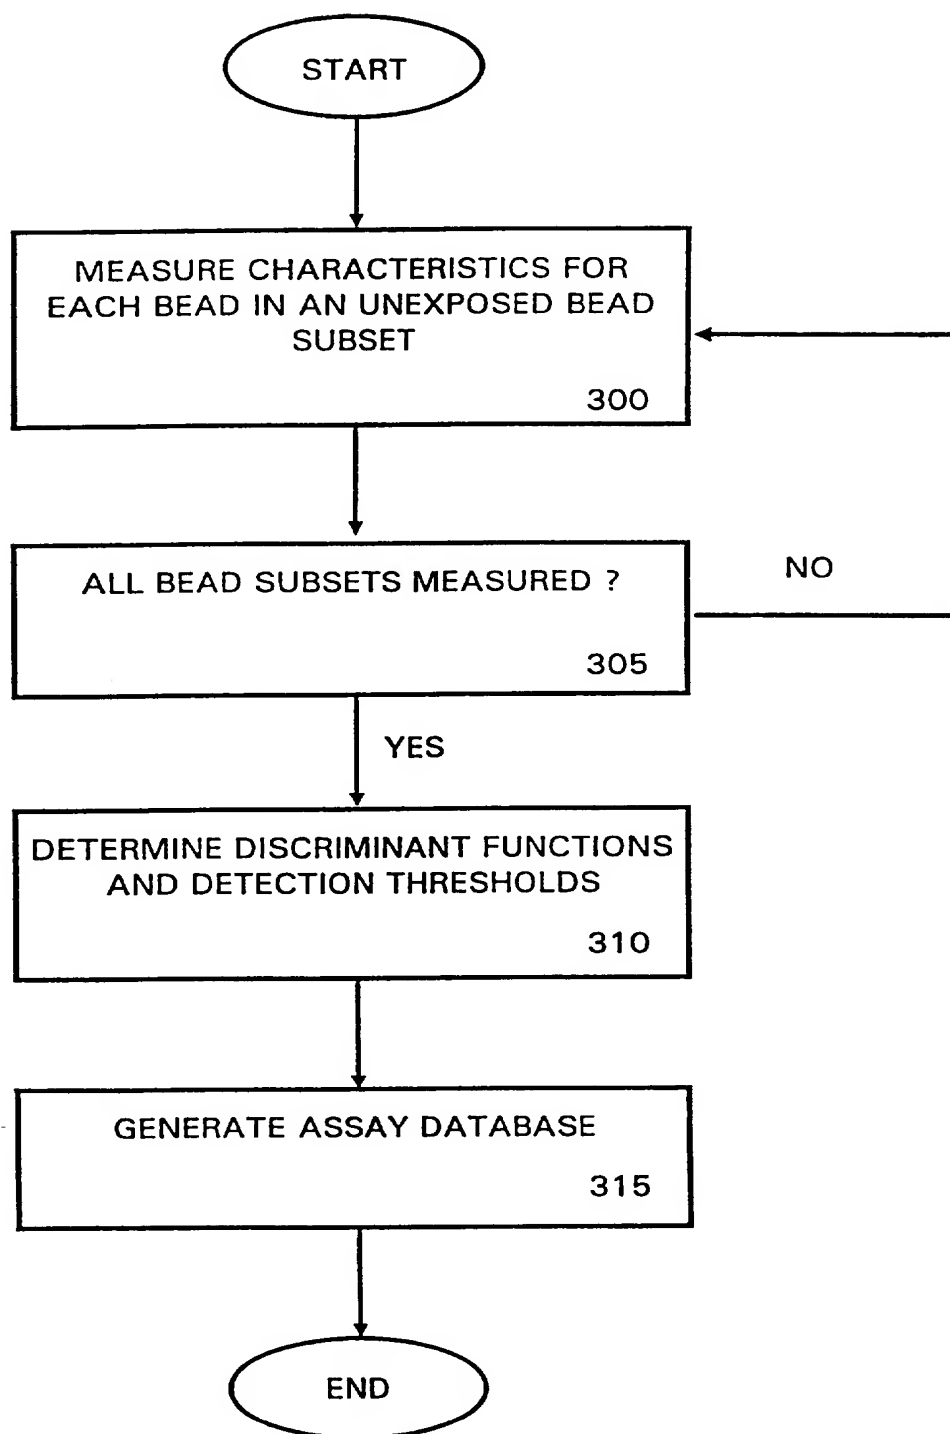 START
MEASURE CHARACTERISTICS FOR
EACH BEAD IN AN UNEXPOSED BEAD
SUBSET
300
ALL BEAD SUBSETS MEASURED ?
305
NO
YES
DETERMINE DISCRIMINANT FUNCTIONS
AND DETECTION THRESHOLDS
310
GENERATE ASSAY DATABASE
315
END